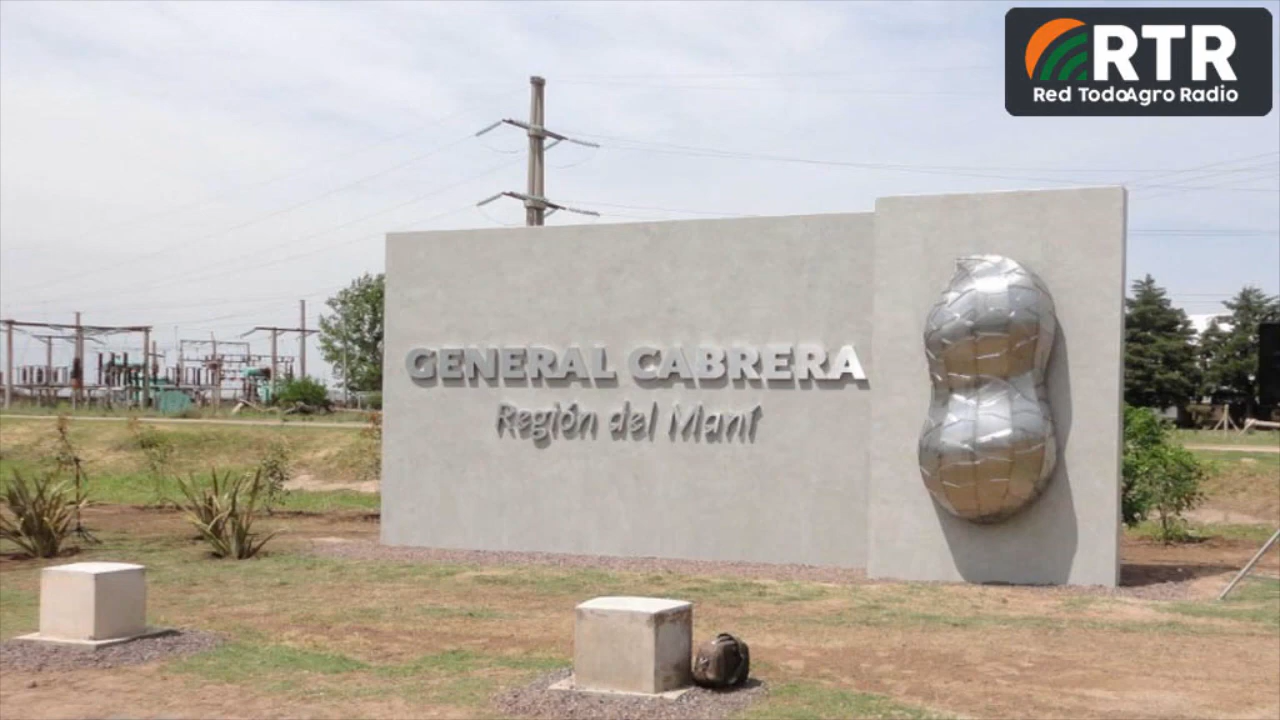 RTR
Red TodoAgro Radio
GENERAL CABRERA
Región del Maní